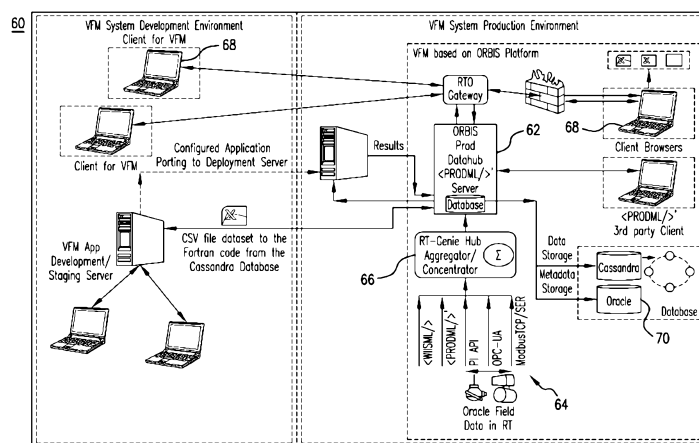 60
VFM System Development Environment
Client for VFM
68
Client for VFM
Configured Application
Porting to Deployment Server
CSV file dataset to the
Fortran code from the
Cassandra Database
VFM App
Development/
Staging Server
VFM System Production Environment
VFM based on ORBIS Platform
RTO
Gateway
ORBIS
Prod
Datahub
<PRODML/>'
Server
Database
62
Results
68
Client Browsers
<PRODML/>'
3rd party Client
RT-Genie Hub
Aggregator/
Concentrator
Σ
66
Data
Storage
Metadata
Storage
Cassandra
Oracle
Database
70
<WITSML/>
<PRODML/>'
PI API
OPC-UA
ModbusTCP/SER
Oracle Field
Data in RT
64